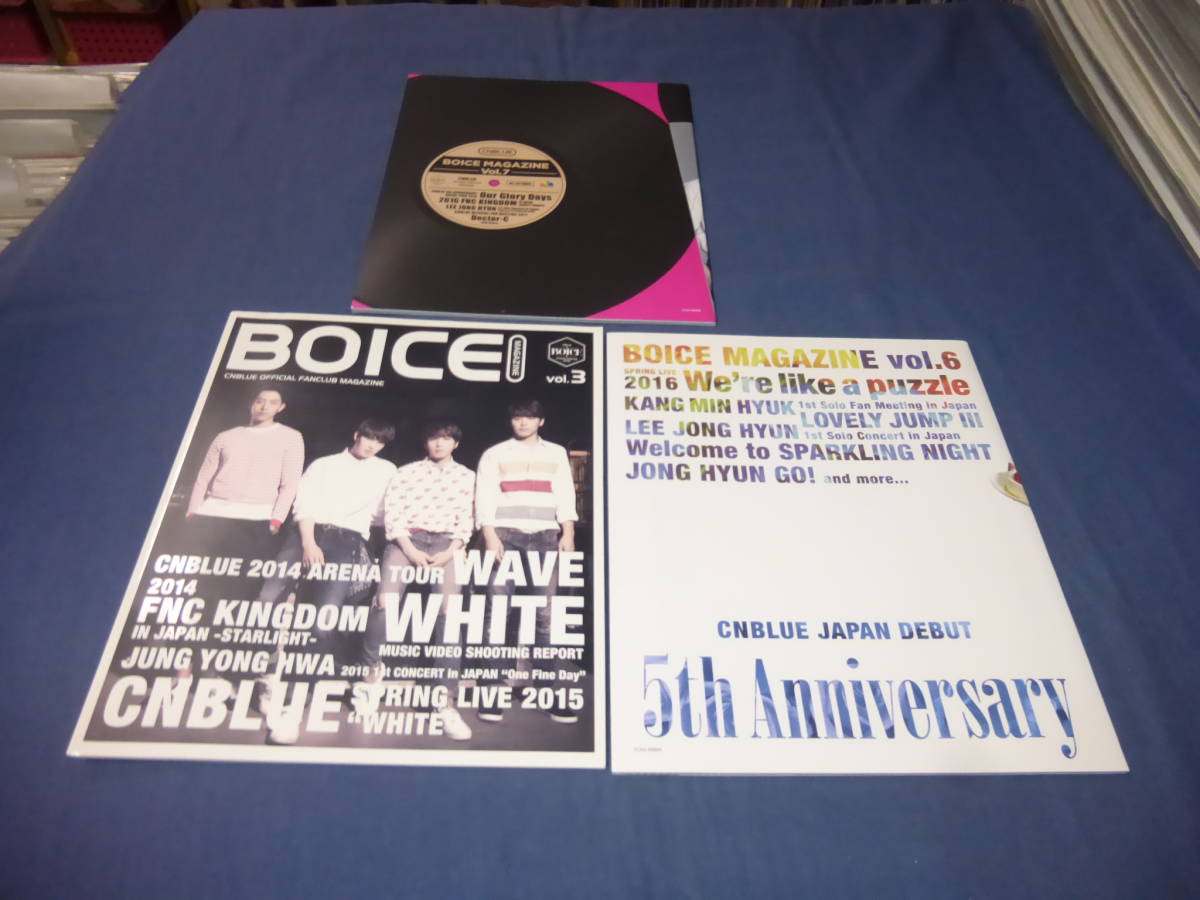 CNBLUE
BOICE MAGAZINE
Vol.7
CNBLUE
Our Glory Days
2016 FNC KINGDOM
LEE JONG HYUN
Doctor C
BOICE MAGAZINE
CNBLUE OFFICIAL FANCLUB MAGAZINE
BOICE
vol.3
CNBLUE 2014 ARENA TOUR WAVE
2014
FNC KINGDOM
IN JAPAN -STARLIGHT-
WHITE
MUSIC VIDEO SHOOTING REPORT
JUNG YONG HWA 2015 1st CONCERT in JAPAN "One Fine Day"
CNBLUE SPRING LIVE 2015
"WHITE"
BOICE MAGAZINE vol.6
SPRING LIVE
2016 We're like a puzzle
KANG MIN HYUK 1st Solo Fan Meeting in Japan
LOVELY JUMP III
LEE JONG HYUN 1st Solo Concert in Japan
Welcome to SPARKLING NIGHT
JONG HYUN GO! and more...
CNBLUE JAPAN DEBUT
5th Anniversary